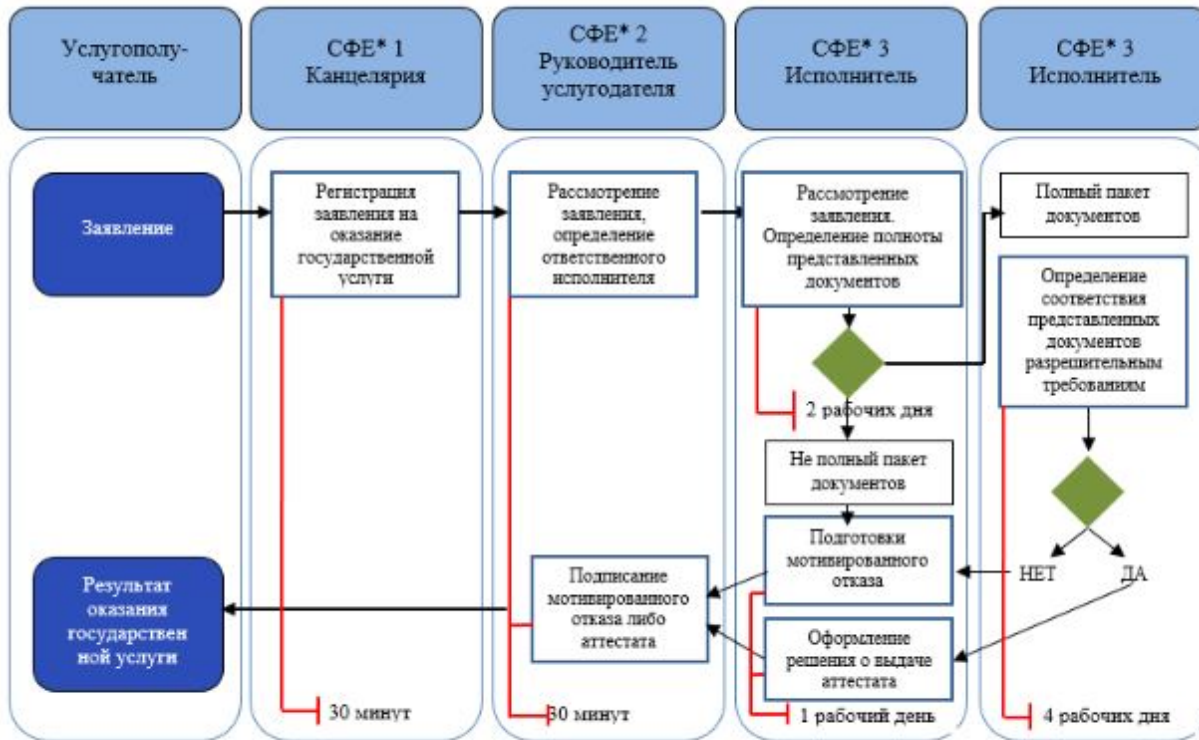 Услугополу-
чатель
СФЕ* 1
Канцелярия
СФЕ* 2
Руководитель
услугодателя
СФЕ* 3
Исполнитель
СФЕ* 3
Исполнитель
Заявление
Регистрация
заявления на
оказание
государственной
услуги
Рассмотрение
заявления,
определение
ответственного
исполнителя
Рассмотрение
заявления.
Определение полноты
представленных
документов
Полный пакет
документов
Определение
соответствия
представленных
документов
разрешительным
требованиям
2 рабочих дня
Не полный пакет
документов
Подготовки
мотивированного
отказа
НЕТ
ДА
Результат
оказания
государствен
ной услуги
Подписание
мотивированного
отказа либо
аттестата
Оформление
решения о выдаче
аттестата
30 минут
30 минут
1 рабочий день
4 рабочих дня